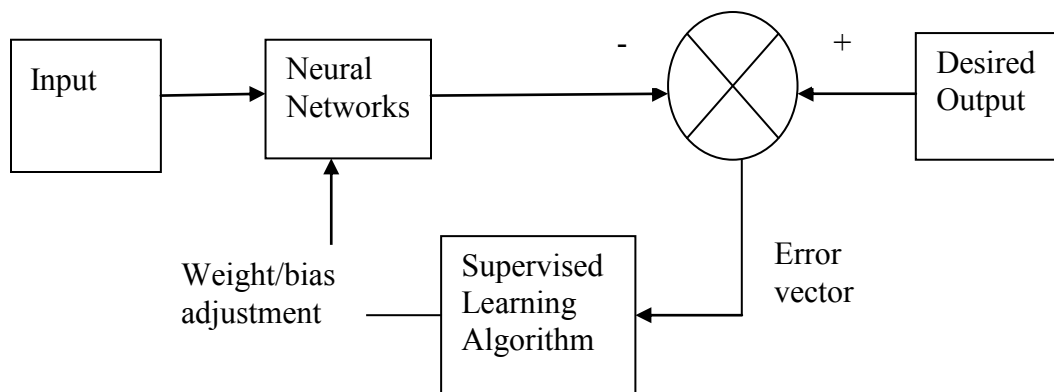 Input
Neural
Networks
-
+
Desired
Output
Weight/bias
adjustment
Supervised
Learning
Algorithm
Error
vector